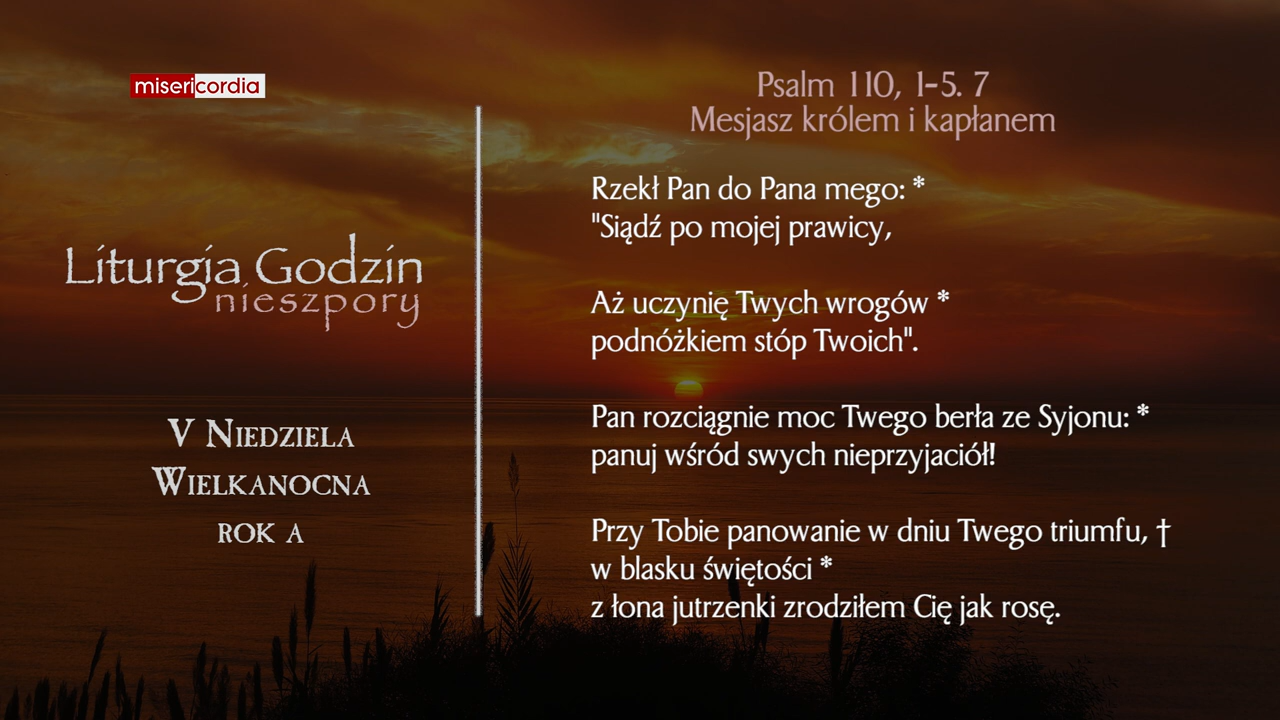 misericordia
Liturgia Godzin
nieszpory
V Niedziela
Wielkanocna
rok A
Psalm 110, 1-5. 7
Mesjasz królem i kapłanem
Rzekł Pan do Pana mego: *
"Siądź po mojej prawicy,
Aż uczynię Twych wrogów *
podnóżkiem stóp Twoich".
Pan rozciągnie moc Twego berła ze Syjonu: *
panuj wśród swych nieprzyjaciół!
Przy Tobie panowanie w dniu Twego triumfu, †
w blasku świętości *
z łona jutrzenki zrodziłem Cię jak rosę.